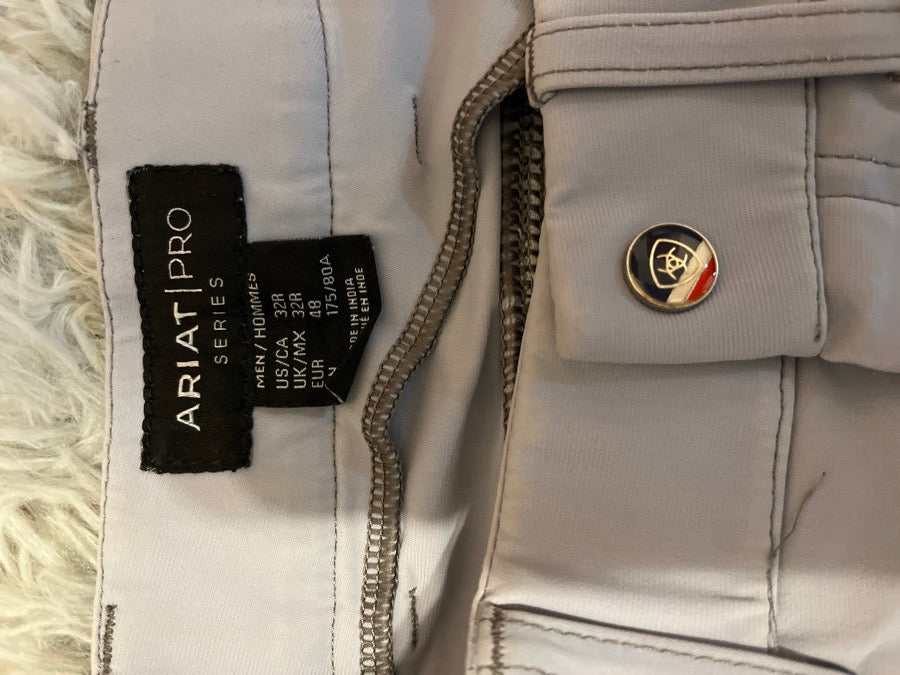 ARIAT | PRO
SERIES
MEN / HOMMES
US/CA 32R
UK/MX 32R
EUR 48
175/80A
IN INDIA
EN INDE